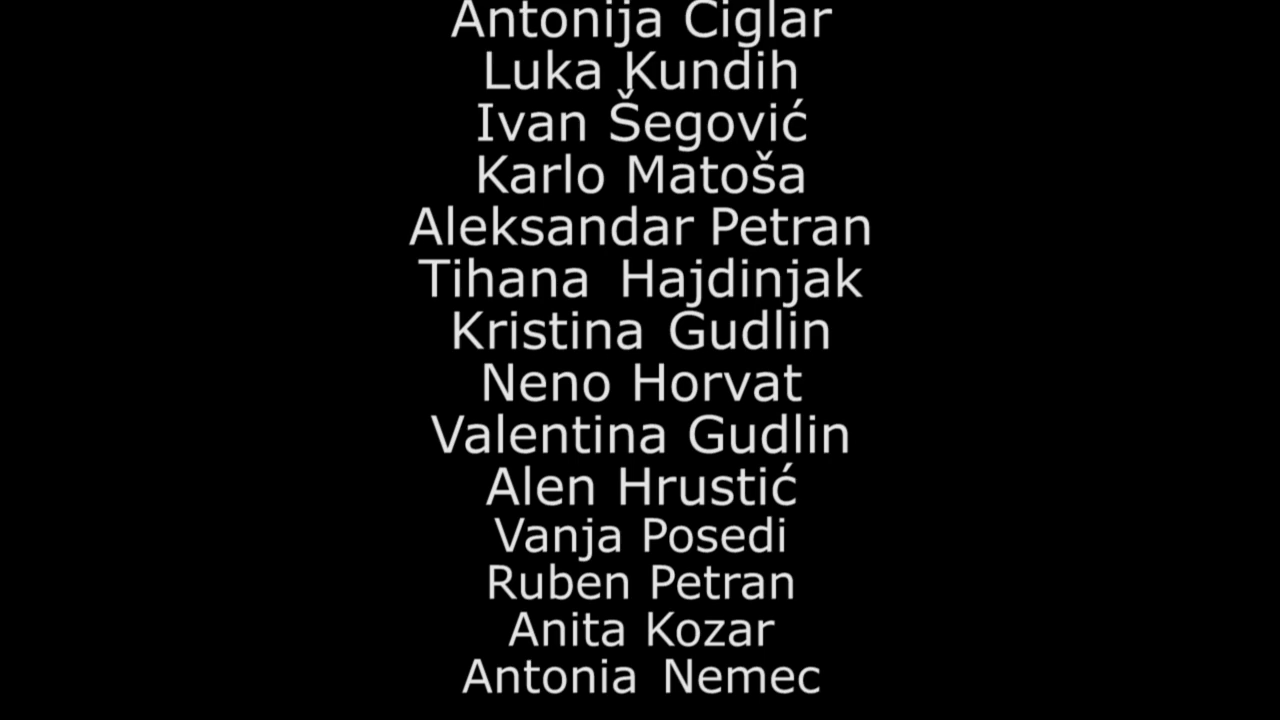 Antonija Ciglar
Luka Kundih
Ivan Šegović
Karlo Matoša
Aleksandar Petran
Tihana Hajdinjak
Kristina Gudlin
Neno Horvat
Valentina Gudlin
Alen Hrustić
Vanja Posedi
Ruben Petran
Anita Kozar
Antonia Nemec